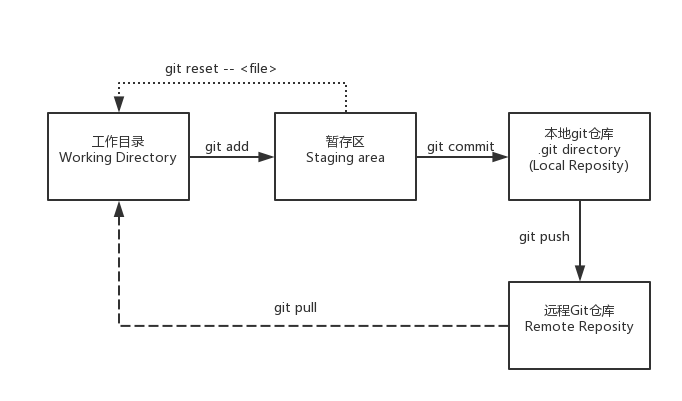 git reset -- <file>
工作目录
Working Directory
git add
暂存区
Staging area
git commit
本地git仓库
.git directory
(Local Reposity)
git push
git pull
远程Git仓库
Remote Reposity